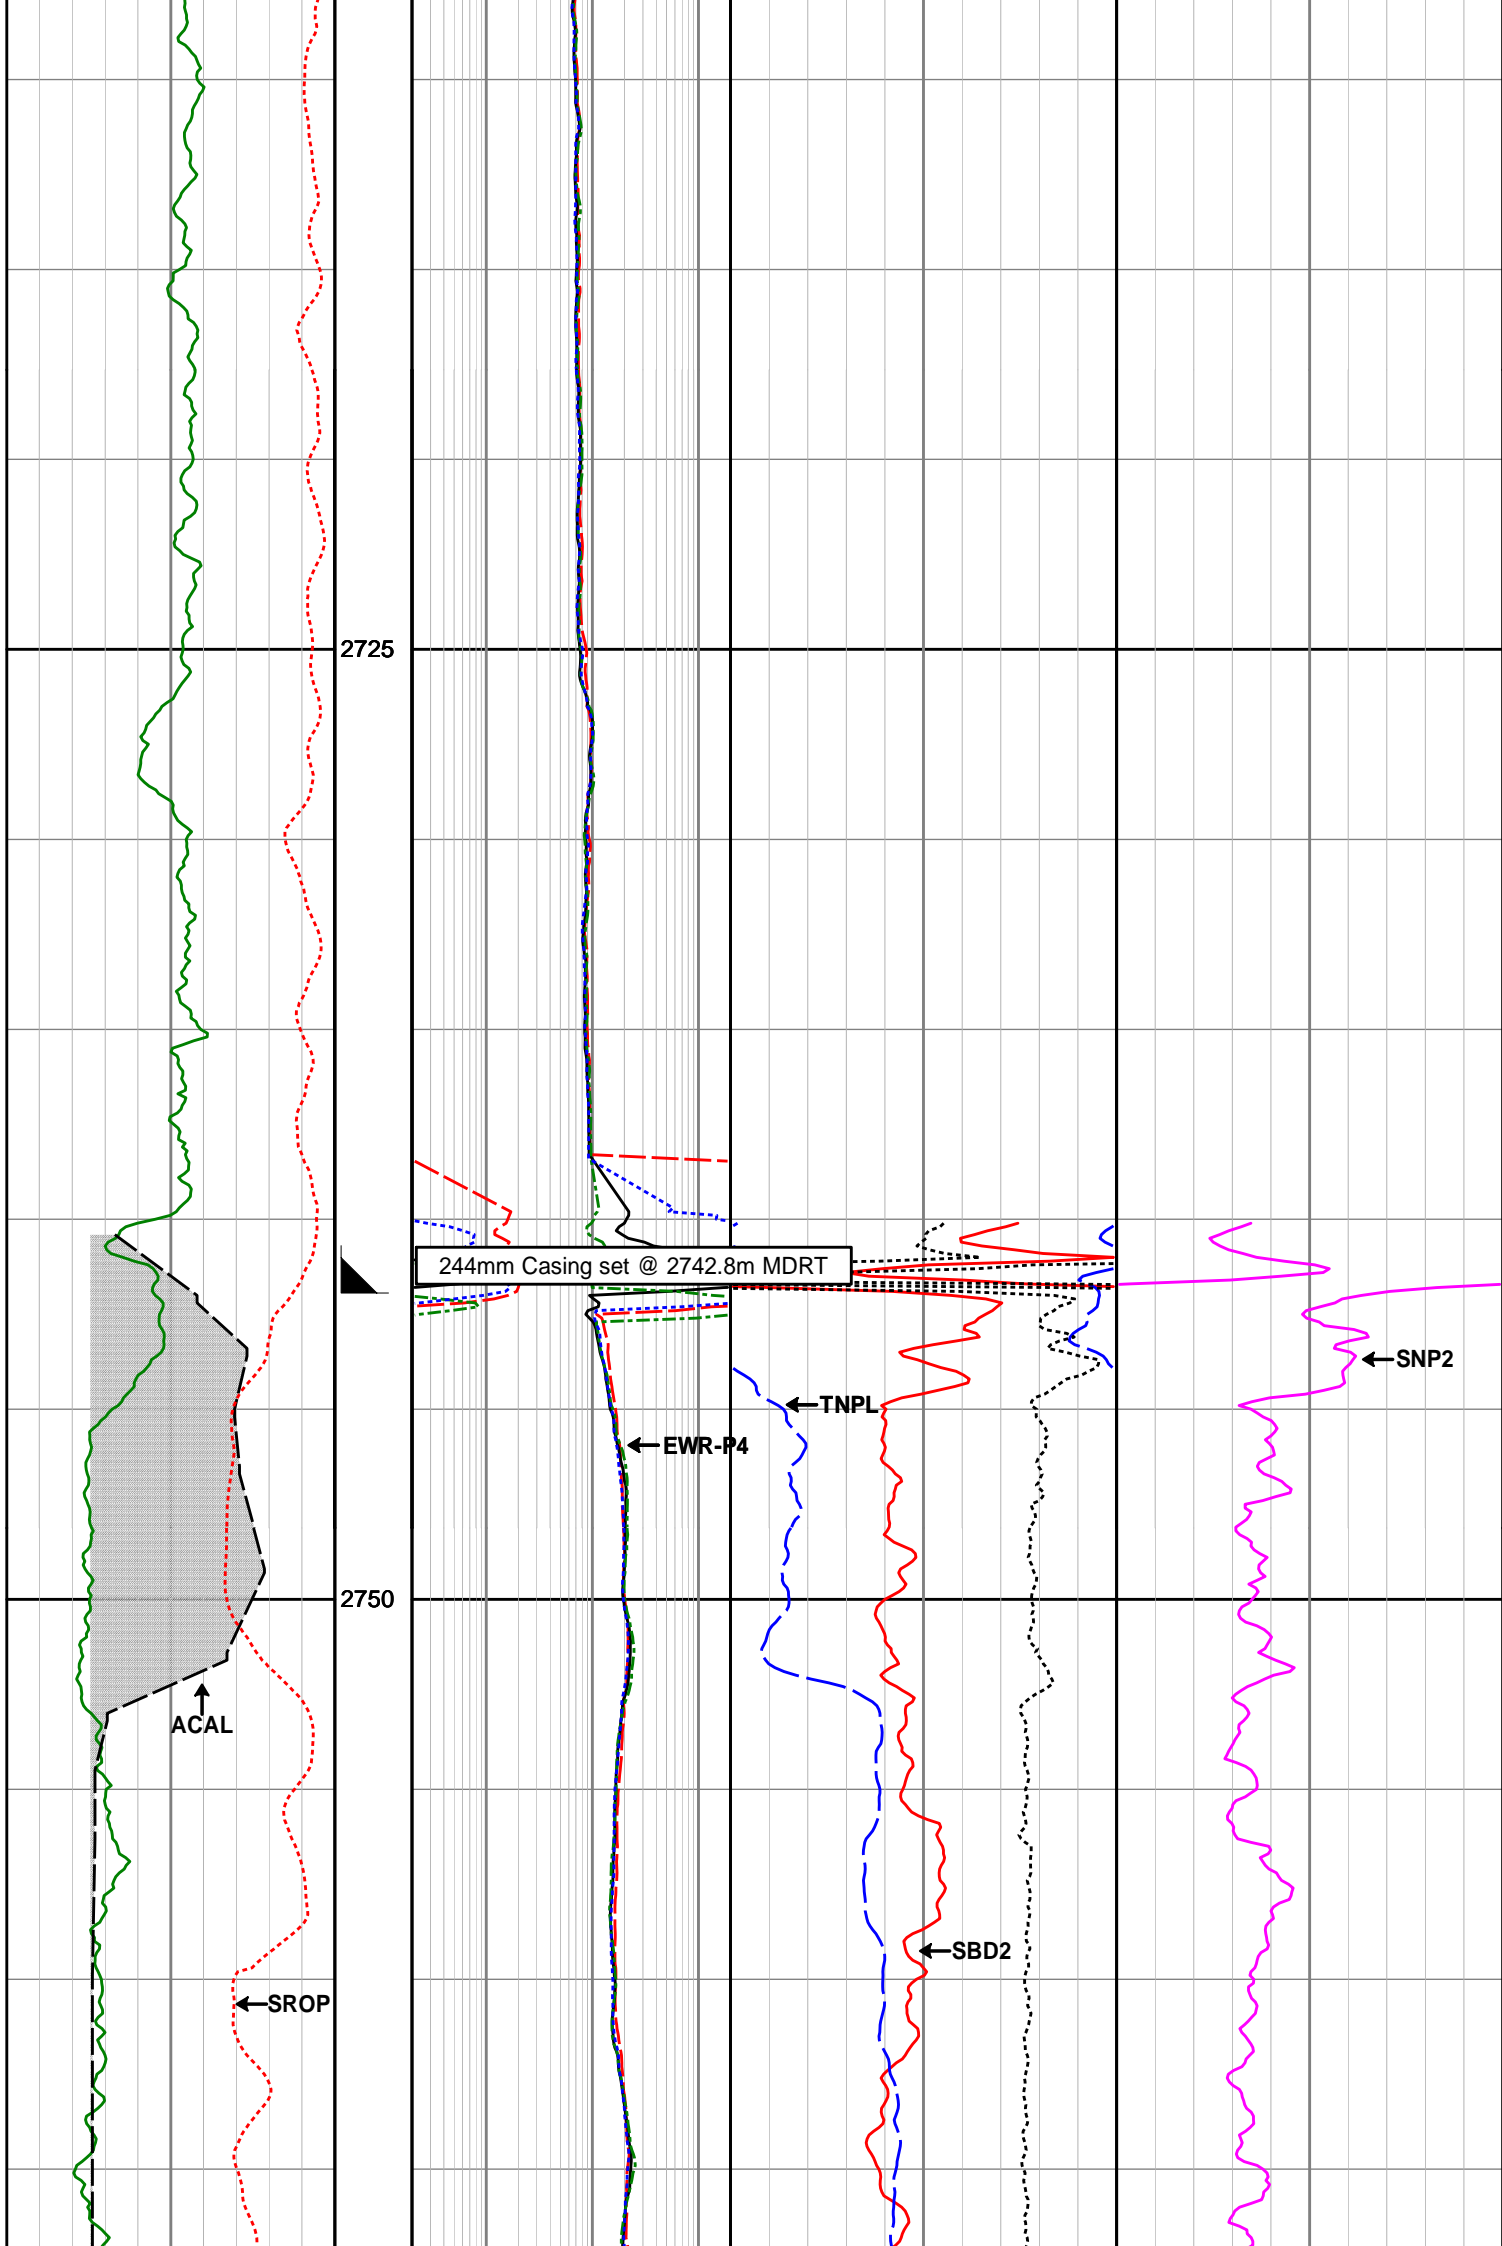 2725
244mm Casing set @ 2742.8m MDRT
SNP2
TNPL
EWR-P4
2750
ACAL
SBD2
SROP